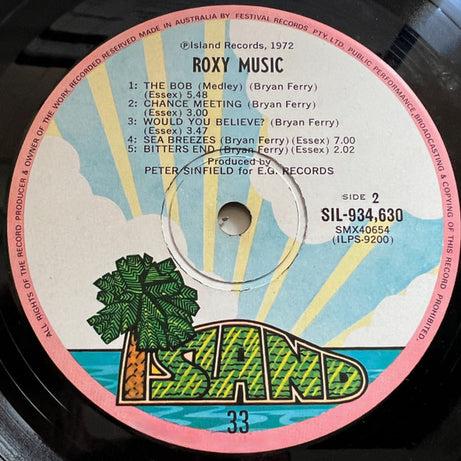 ALL RIGHTS OF THE RECORD PRODUCER & OWNER OF THE WORK RECORDED RESERVED MADE IN AUSTRALIA BY FESTIVAL RECORDS PTY. LTD. PUBLIC PERFORMANCE, BROADCASTING & COPYING OF THIS RECORD PROHIBITED.
℗Island Records, 1972
ROXY MUSIC
1: THE BOB (Medley) (Bryan Ferry)
(Essex) 5.48
2: CHANCE MEETING (Bryan Ferry)
(Essex) 3.00
3: WOULD YOU BELIEVE? (Bryan Ferry)
(Essex) 3.47
4: SEA BREEZES (Bryan Ferry) (Essex) 7.00
5: BITTERS END (Bryan Ferry) (Essex) 2.02
Produced by
PETER SINFIELD for E.G. RECORDS
SIDE 2
SIL-934,630
SMX40654
(ILPS-9200)
ISLAND
33